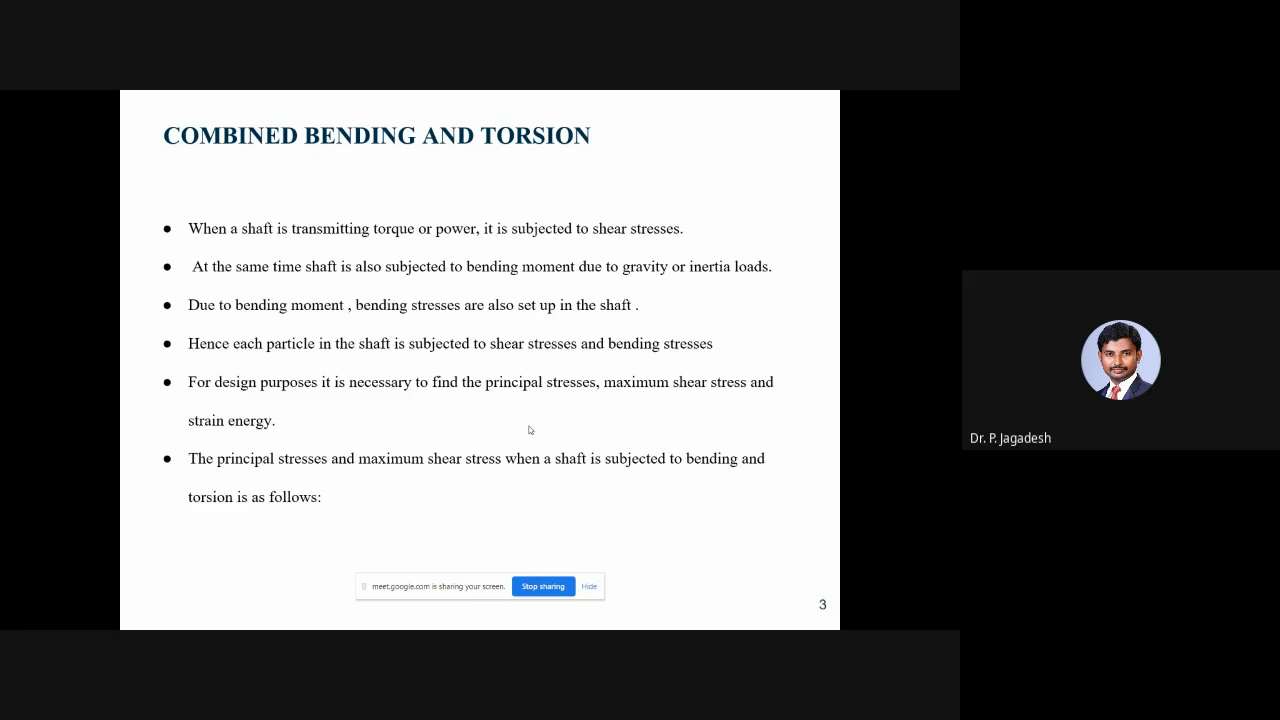 COMBINED BENDING AND TORSION
● When a shaft is transmitting torque or power, it is subjected to shear stresses.
● At the same time shaft is also subjected to bending moment due to gravity or inertia loads.
● Due to bending moment , bending stresses are also set up in the shaft .
● Hence each particle in the shaft is subjected to shear stresses and bending stresses
● For design purposes it is necessary to find the principal stresses, maximum shear stress and
strain energy.
● The principal stresses and maximum shear stress when a shaft is subjected to bending and
torsion is as follows:
meet.google.com is sharing your screen. Stop sharing Hide
3
Dr. P. Jagadesh